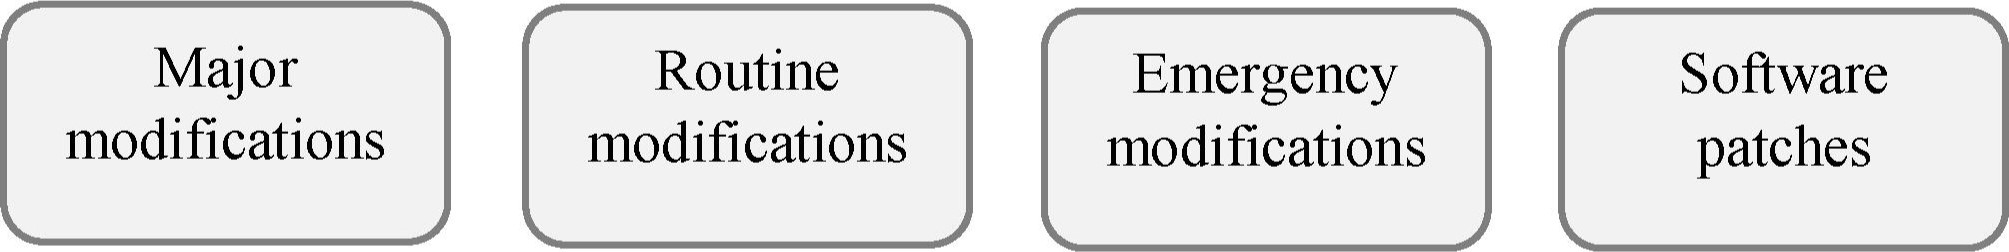 Major
modifications
Routine
modifications
Emergency
modifications
Software
patches